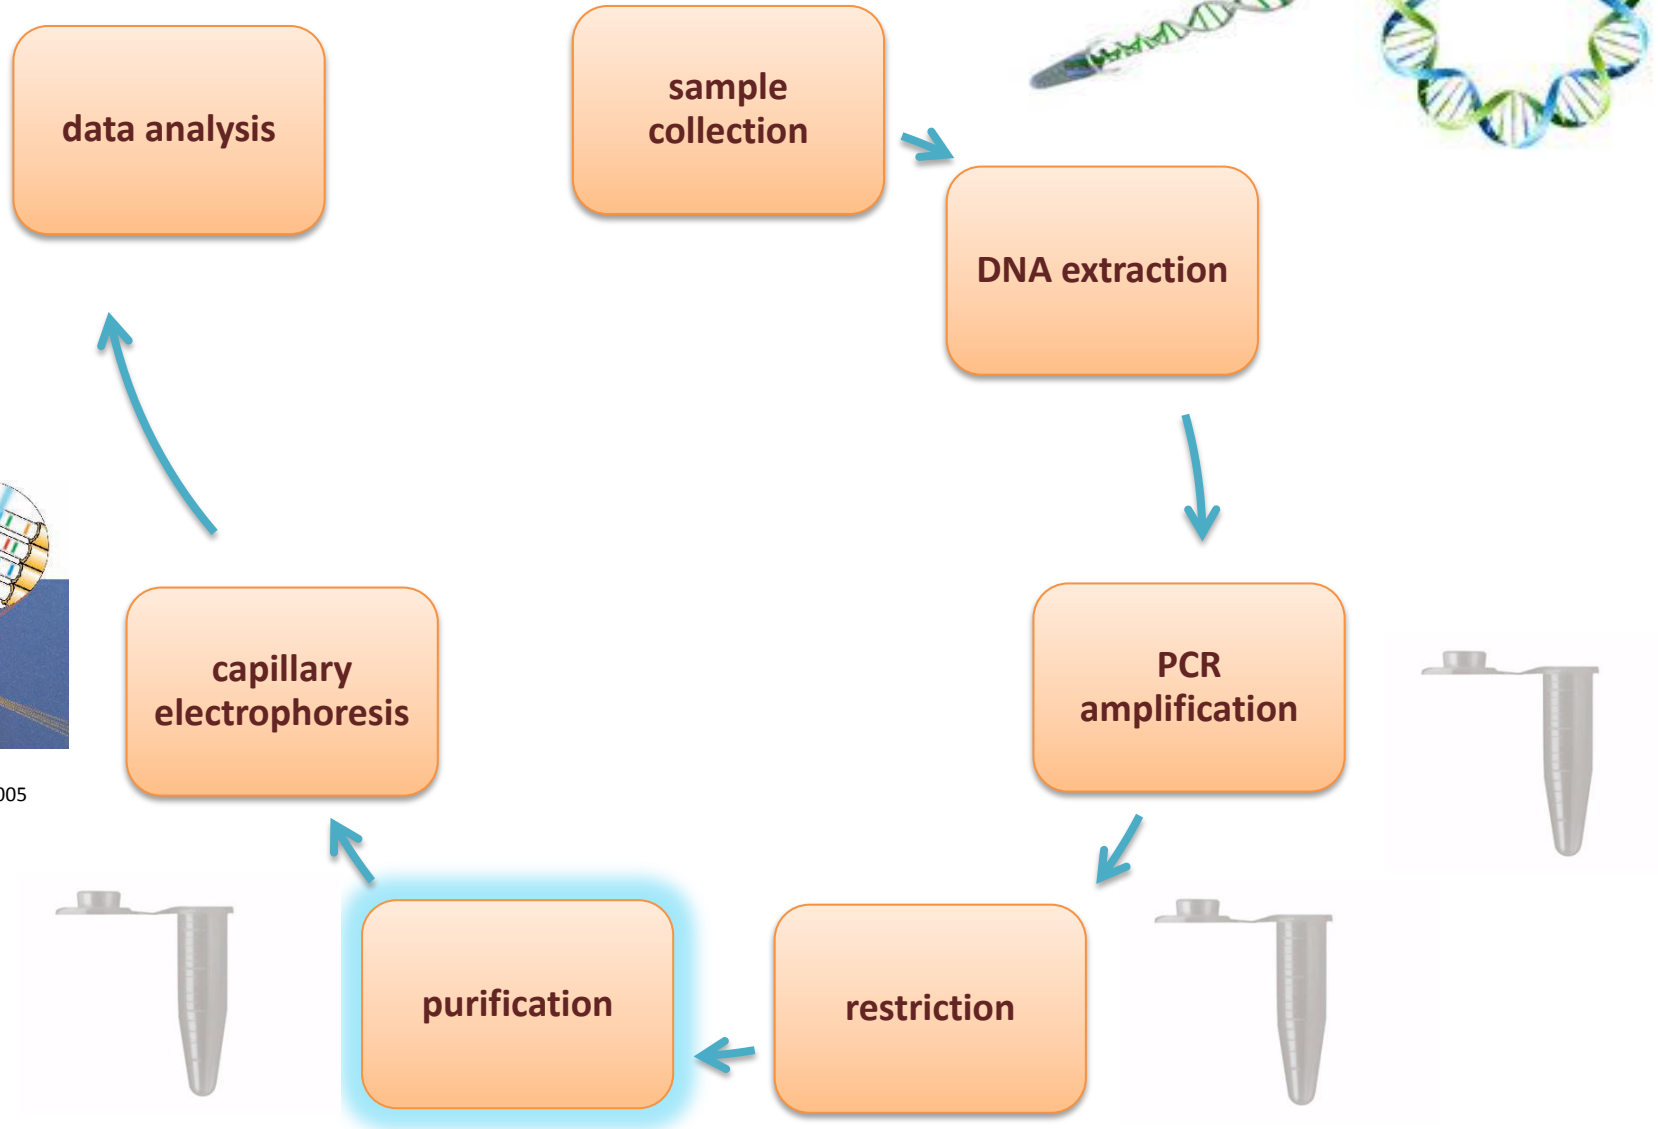 data analysis
sample
collection
DNA extraction
PCR
amplification
restriction
purification
capillary
electrophoresis
005